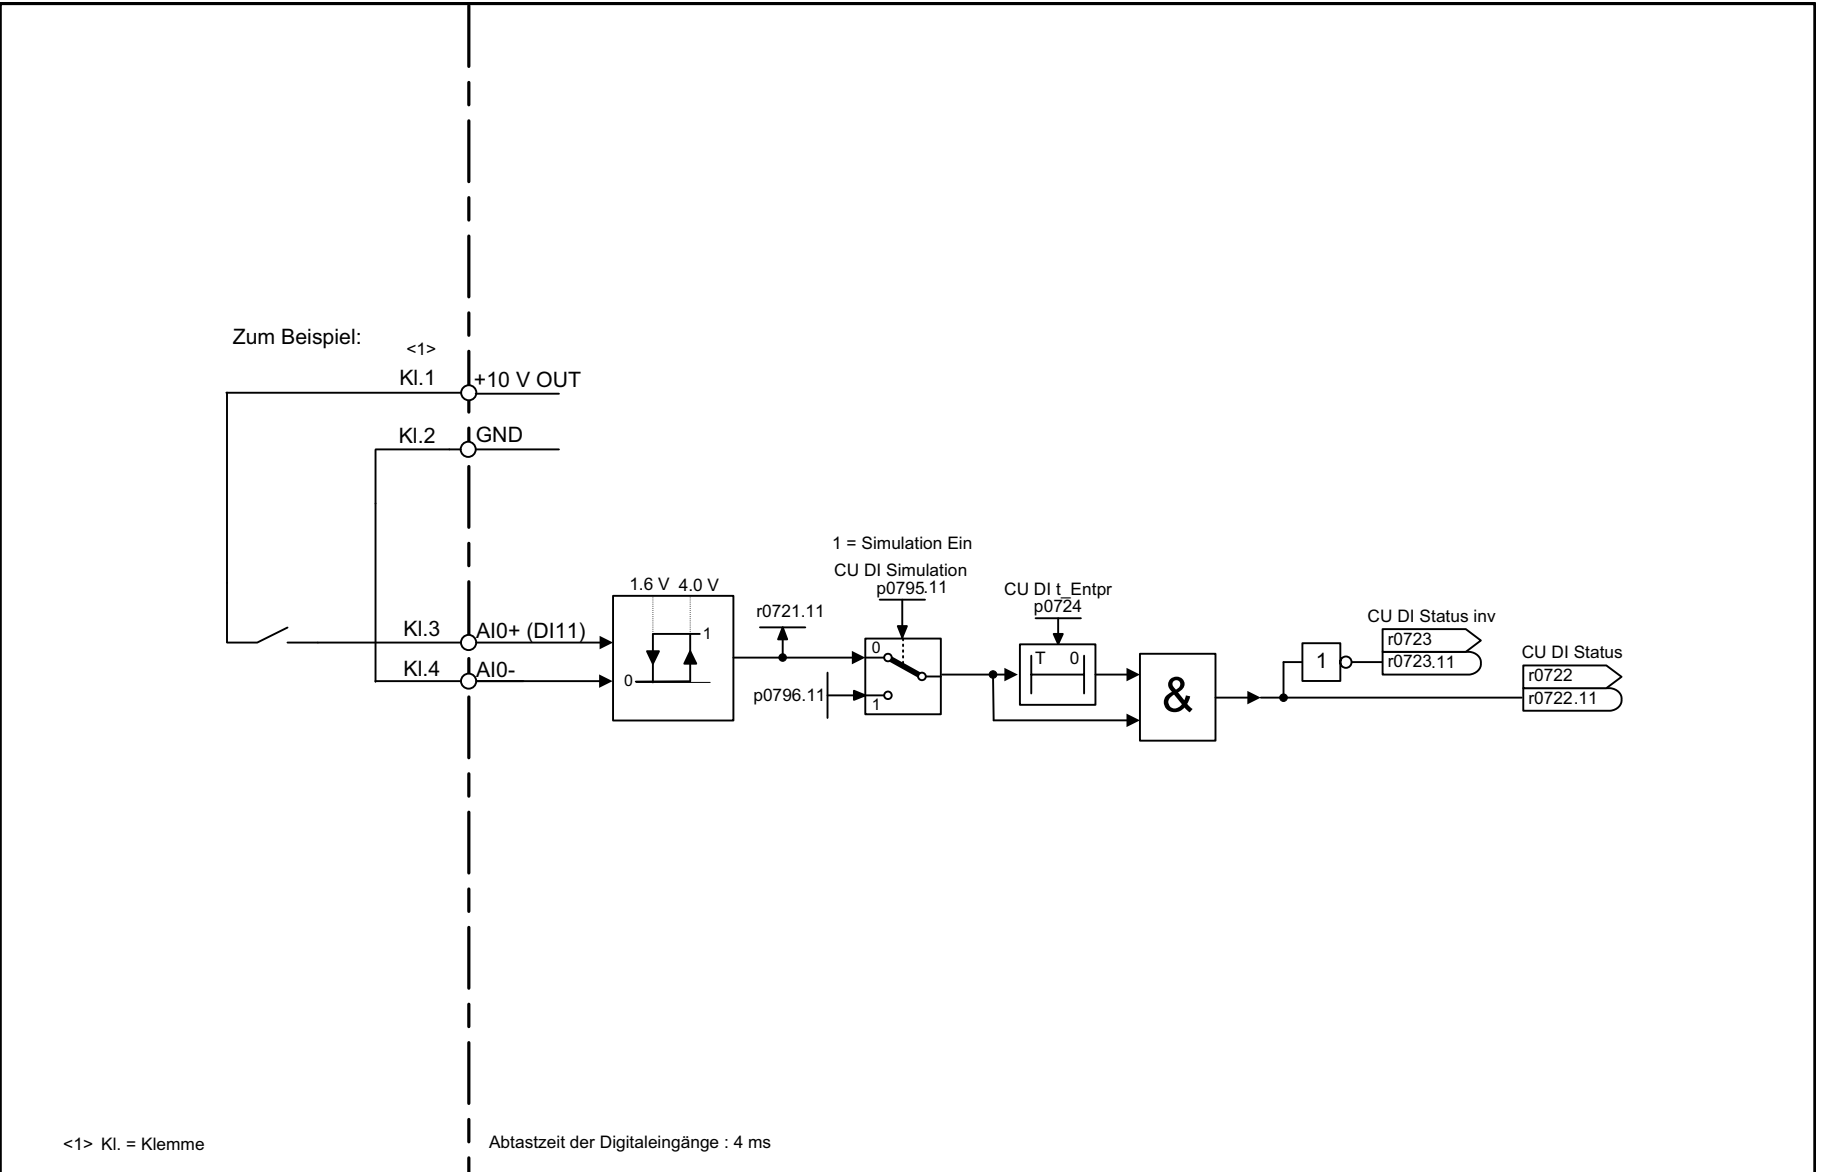 Zum Beispiel:
<1>
Kl.1
+10 V OUT
Kl.2
GND
1 = Simulation Ein
CU DI Simulation
p0795.11
1.6 V 4.0 V
CU DI t_Entpr
p0724
r0721.11
CU DI Status inv
r0723
r0723.11
Kl.3
AI0+ (DI11)
1
0
T 0
1
CU DI Status
r0722
r0722.11
Kl.4
AI0-
0
p0796.11
1
&
<1> Kl. = Klemme
Abtastzeit der Digitaleingänge : 4 ms